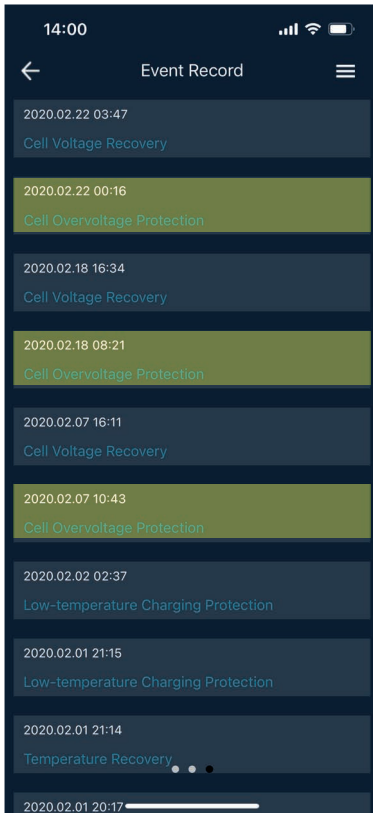 14:00
Event Record
2020.02.22 03:47
Cell Voltage Recovery
2020.02.22 00:16
Cell Overvoltage Protection
2020.02.18 16:34
Cell Voltage Recovery
2020.02.18 08:21
Cell Overvoltage Protection
2020.02.07 16:11
Cell Voltage Recovery
2020.02.07 10:43
Cell Overvoltage Protection
2020.02.02 02:37
Low-temperature Charging Protection
2020.02.01 21:15
Low-temperature Charging Protection
2020.02.01 21:14
Temperature Recovery
2020.02.01 20:17